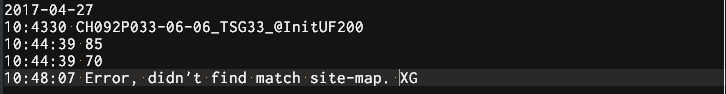 2017-04-27
10:4330 CH092P033-06-06_TSG33_@InitUF200
10:44:39 85
10:44:39 70
10:48:07 Error, didn't find match site-map. XG